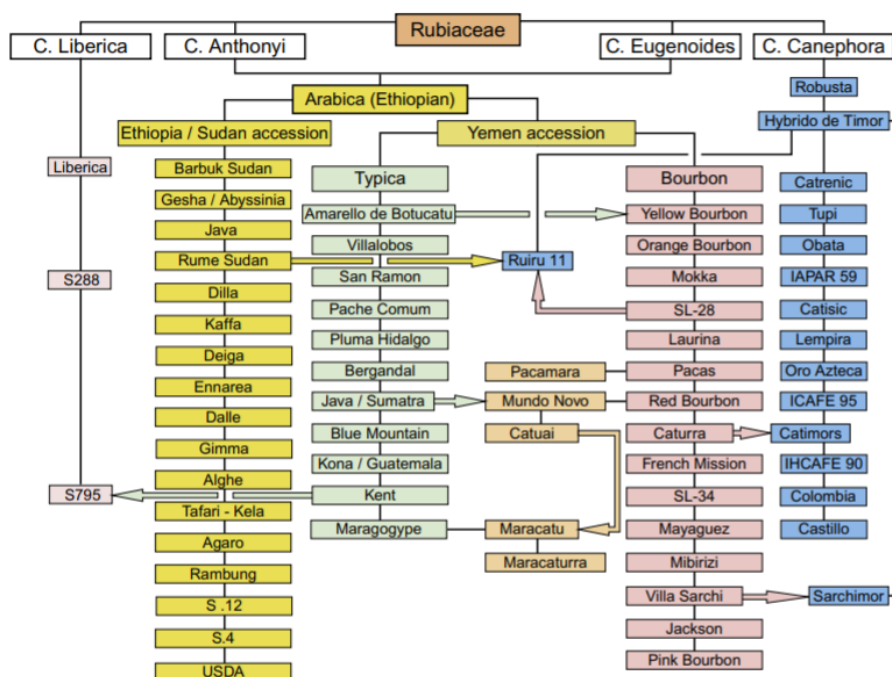 Rubiaceae
C. Liberica
C. Anthonyi
C. Eugenoides
C. Canephora
Arabica (Ethiopian)
Robusta
Hybrido de Timor
Ethiopia / Sudan accession
Yemen accession
Liberica
S288
S795
Barbuk Sudan
Gesha / Abyssinia
Java
Rume Sudan
Dilla
Kaffa
Deiga
Ennarea
Dalle
Gimma
Alghe
Tafari - Kela
Agaro
Rambung
S .12
S.4
USDA
Typica
Amarello de Botucatu
Villalobos
San Ramon
Pache Comum
Pluma Hidalgo
Bergandal
Java / Sumatra
Blue Mountain
Kona / Guatemala
Kent
Maragogype
Ruiru 11
Pacamara
Mundo Novo
Catuai
Maracatu
Maracaturra
Bourbon
Yellow Bourbon
Orange Bourbon
Mokka
SL-28
Laurina
Pacas
Red Bourbon
Caturra
French Mission
SL-34
Mayaguez
Mibirizi
Villa Sarchi
Jackson
Pink Bourbon
Catrenic
Tupi
Obata
IAPAR 59
Catisic
Lempira
Oro Azteca
ICAFE 95
Catimors
IHCAFE 90
Colombia
Castillo
Sarchimor